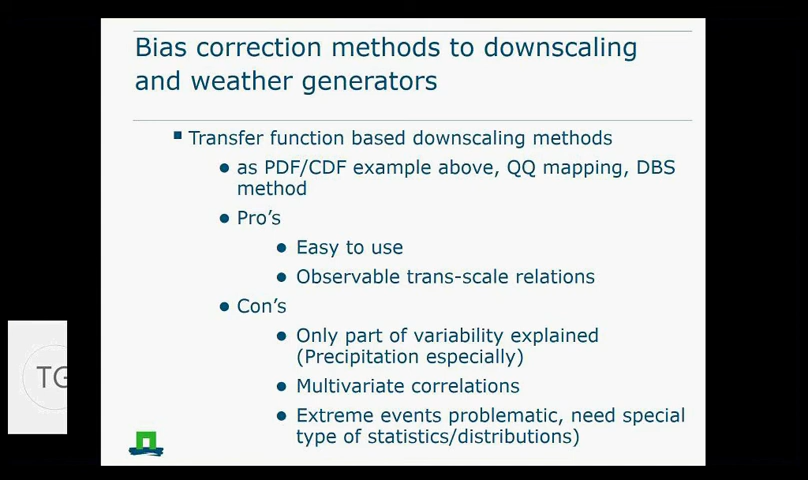 Bias correction methods to downscaling
and weather generators
Transfer function based downscaling methods
as PDF/CDF example above, QQ mapping, DBS
method
Pro's
Easy to use
Observable trans-scale relations
Con's
Only part of variability explained
(Precipitation especially)
Multivariate correlations
Extreme events problematic, need special
type of statistics/distributions)
TG